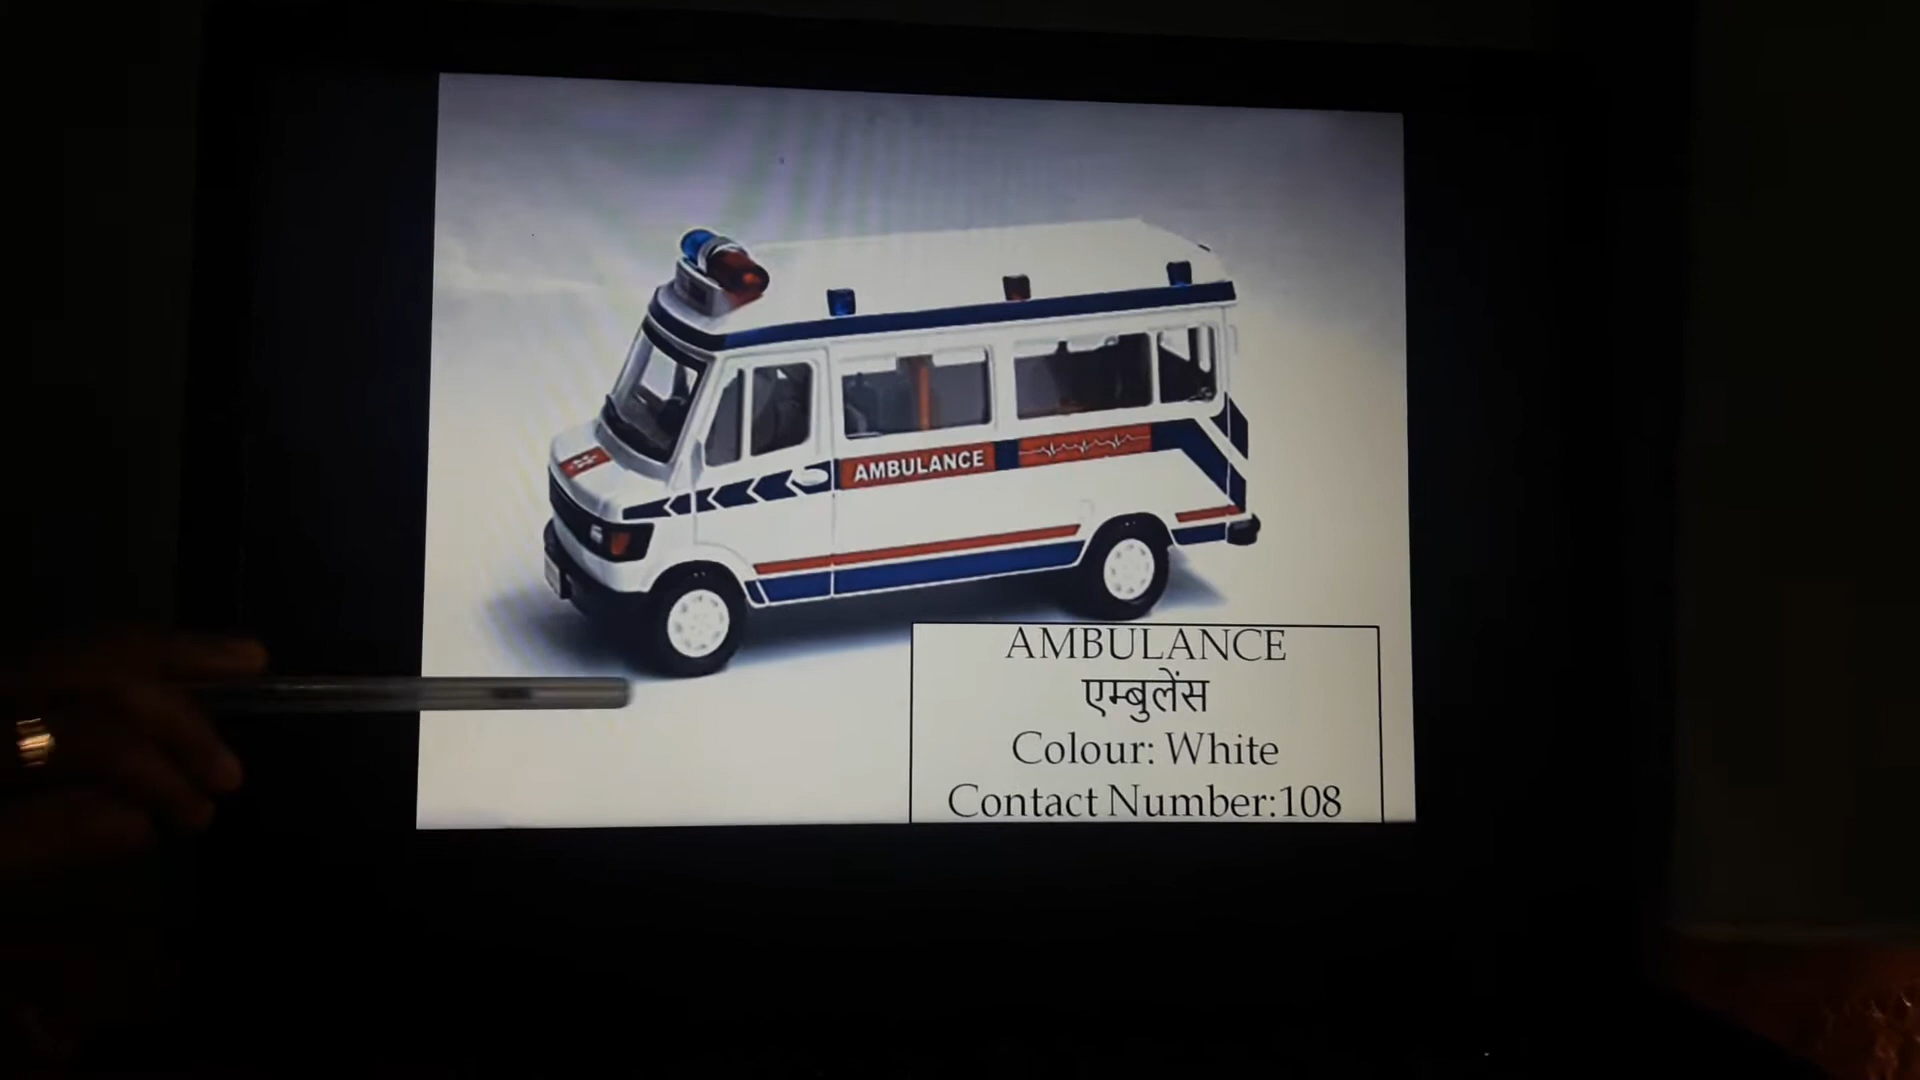 AMBULANCE
AMBULANCE
एम्बुलेंस
Colour: White
Contact Number:108